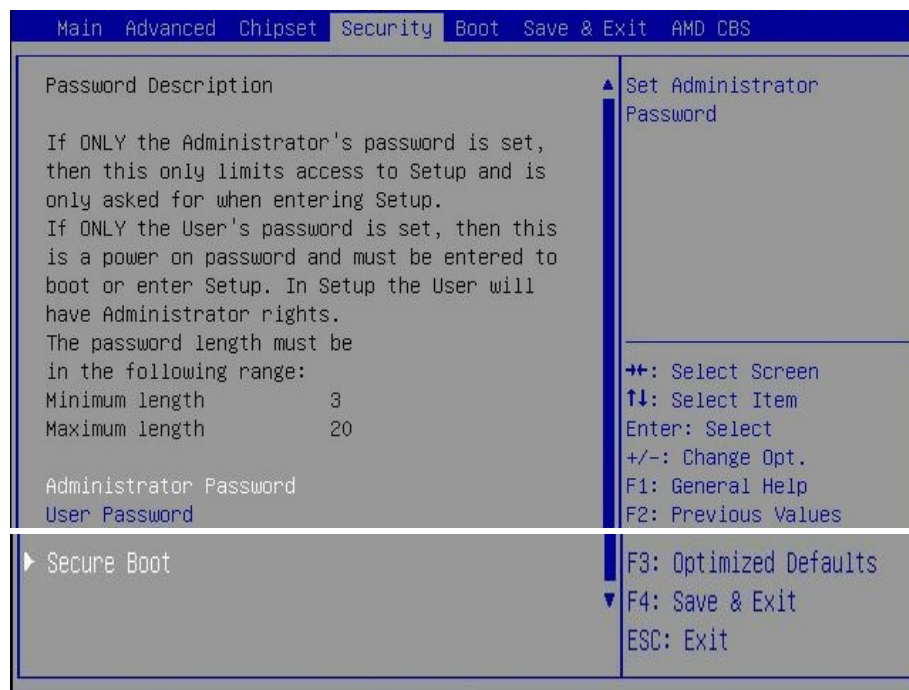 Main Advanced Chipset Security Boot Save & Exit AMD CBS
Password Description
If ONLY the Administrator's password is set,
then this only limits access to Setup and is
only asked for when entering Setup.
If ONLY the User's password is set, then this
is a power on password and must be entered to
boot or enter Setup. In Setup the User will
have Administrator rights.
The password length must be
in the following range:
Minimum length 3
Maximum length 20
Administrator Password
User Password
Secure Boot
Set Administrator
Password
→←: Select Screen
↑↓: Select Item
Enter: Select
+/-: Change Opt.
F1: General Help
F2: Previous Values
F3: Optimized Defaults
F4: Save & Exit
ESC: Exit